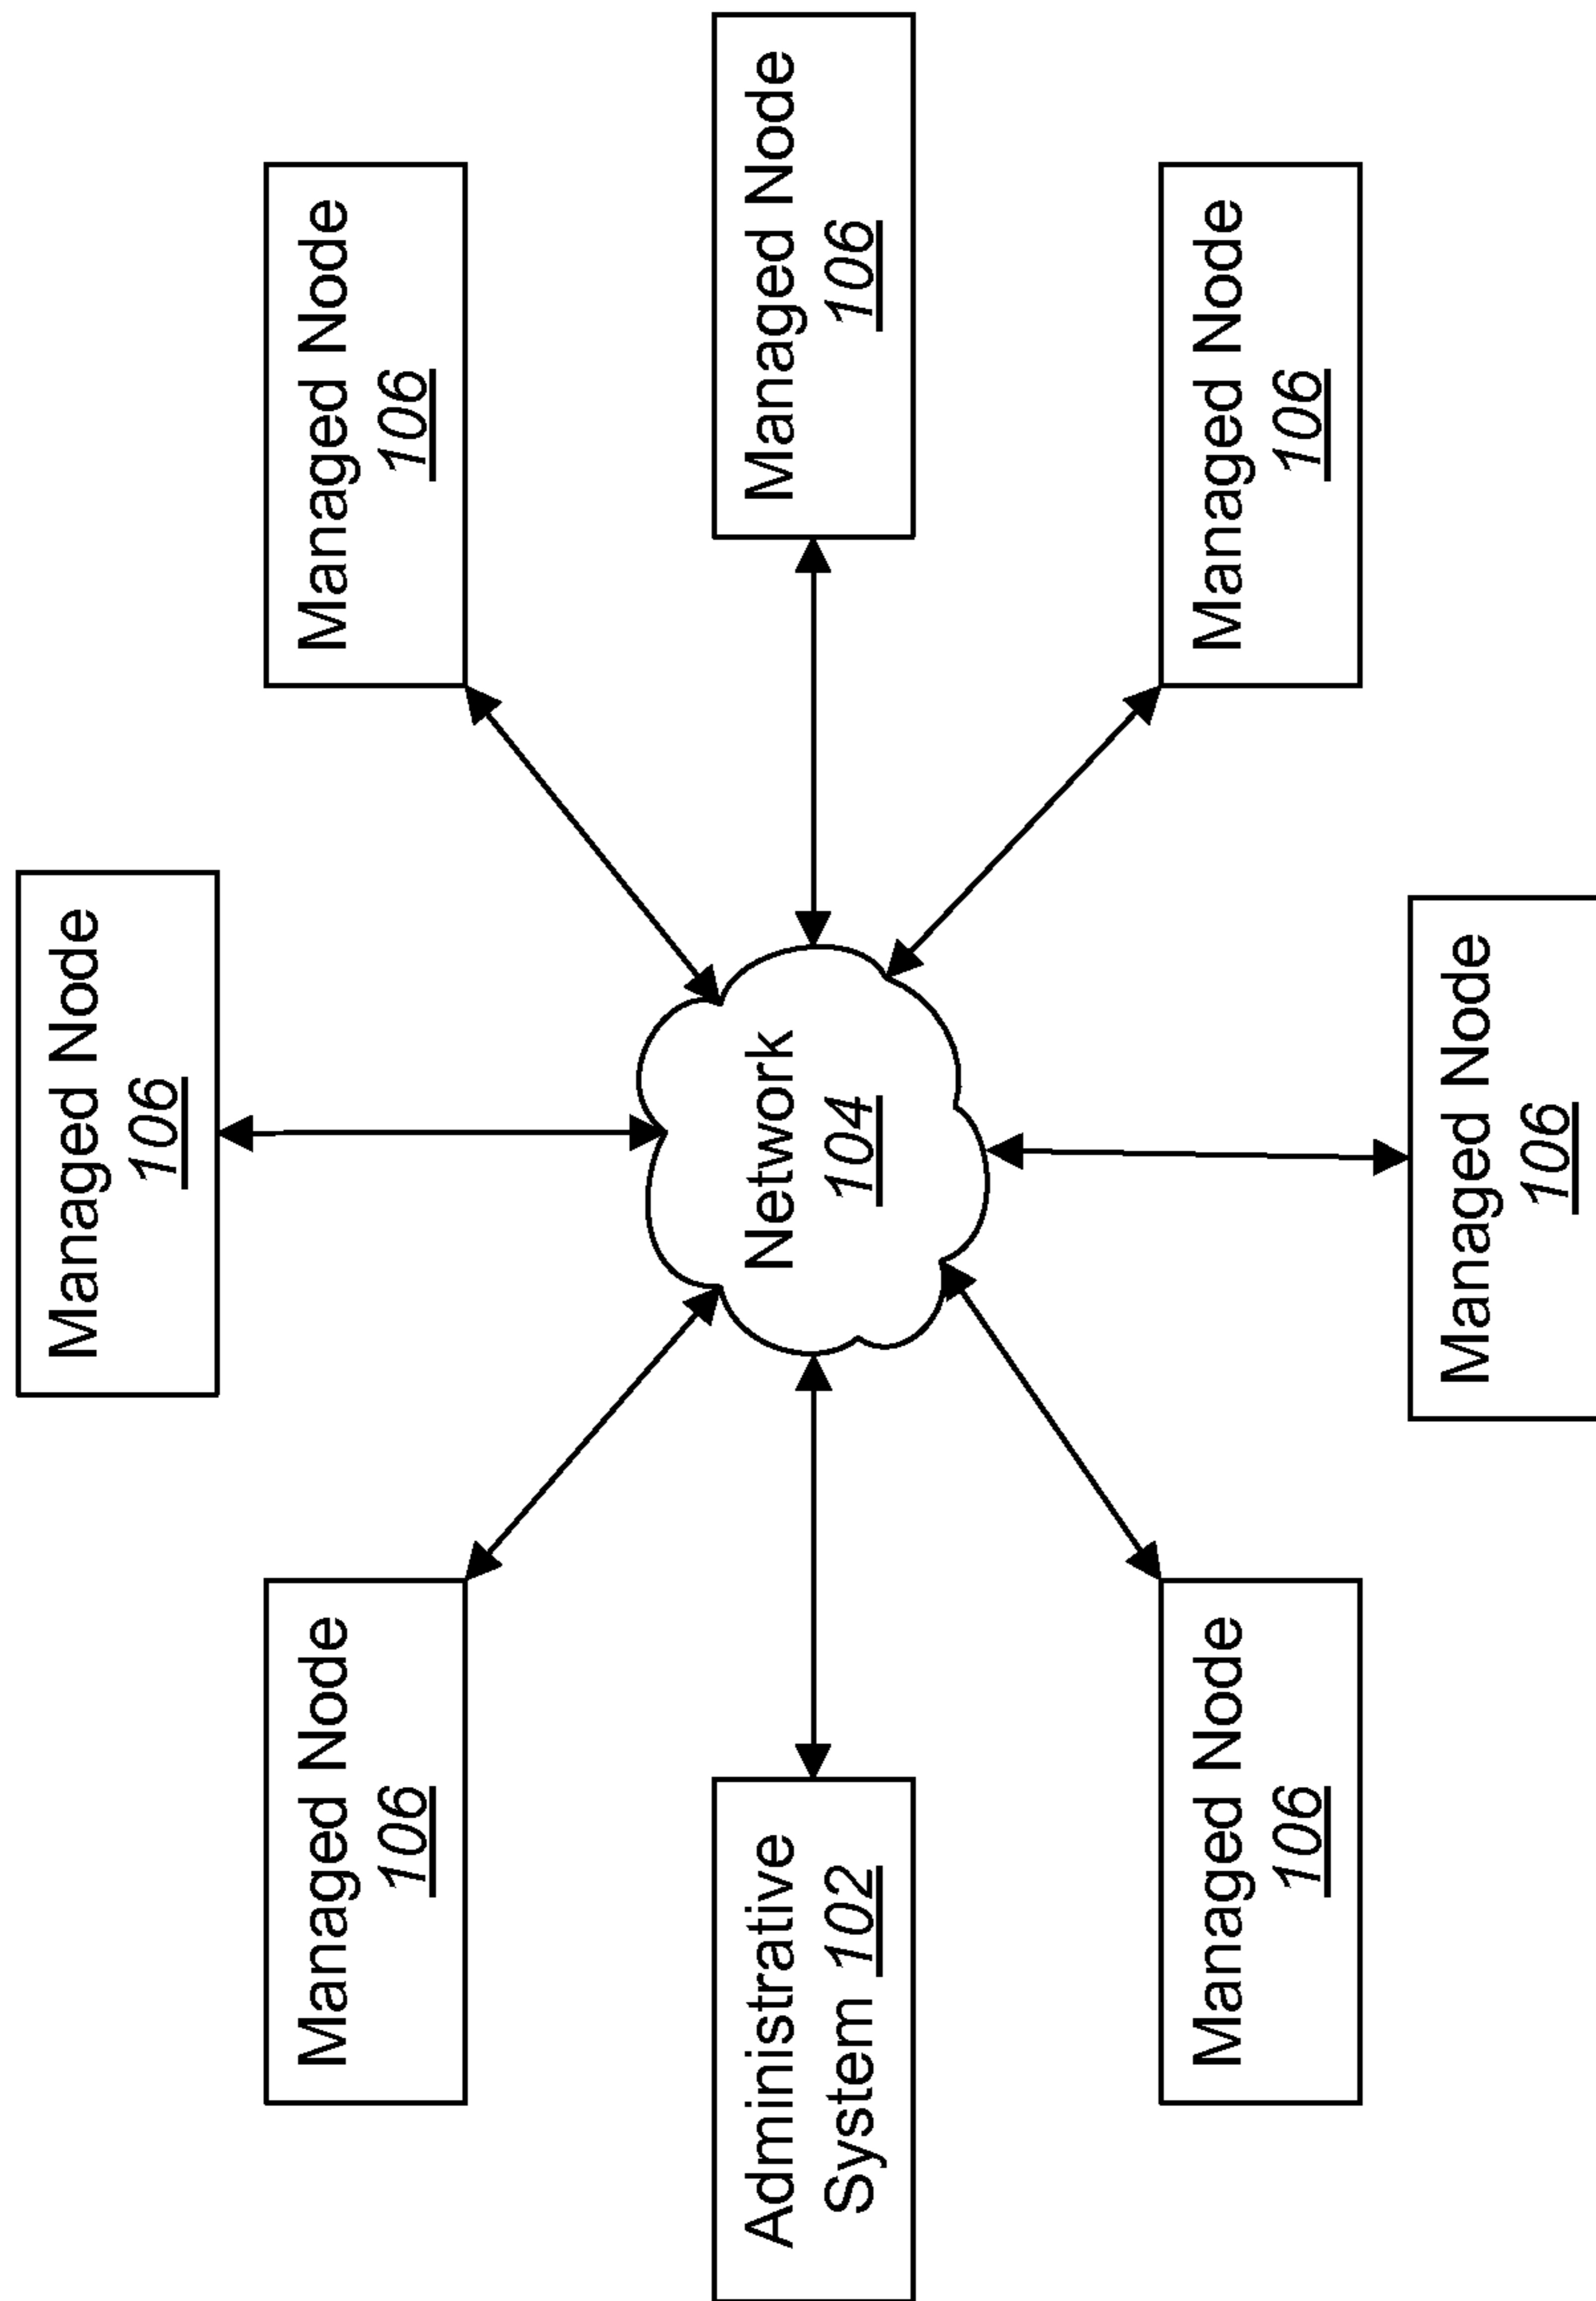 Managed Node
106
Managed Node
106
Managed Node
106
Administrative
System 102
Network
104
Managed Node
106
Managed Node
106
Managed Node
106
Managed Node
106